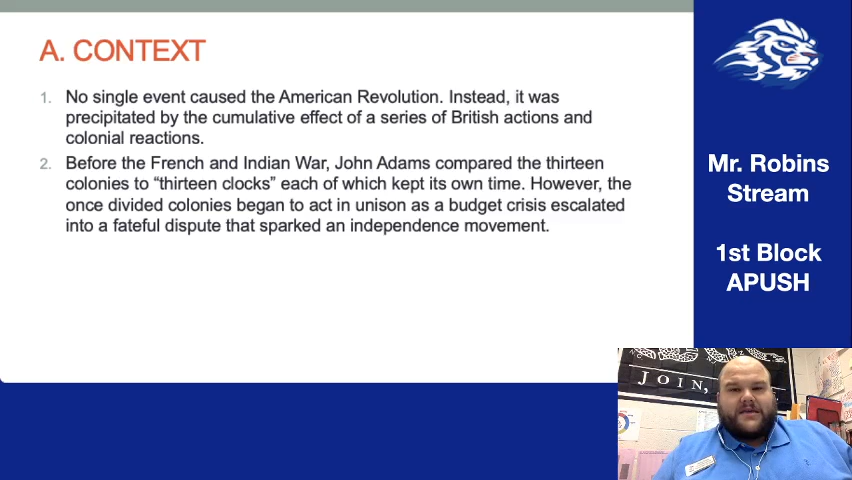 A. CONTEXT
1. No single event caused the American Revolution. Instead, it was
precipitated by the cumulative effect of a series of British actions and
colonial reactions.
2. Before the French and Indian War, John Adams compared the thirteen
colonies to “thirteen clocks” each of which kept its own time. However, the
once divided colonies began to act in unison as a budget crisis escalated
into a fateful dispute that sparked an independence movement.
Mr. Robins
Stream
1st Block
APUSH
JOIN,